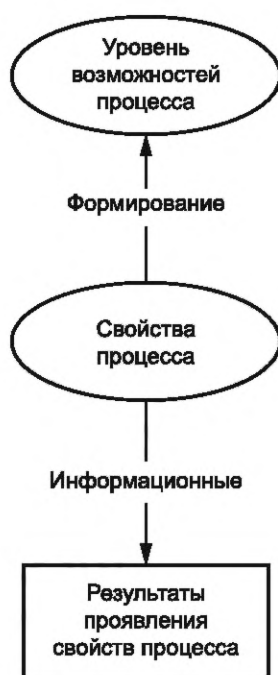 Уровень
возможностей
процесса
Формирование
Свойства
процесса
Информационные
Результаты
проявления
свойств процесса